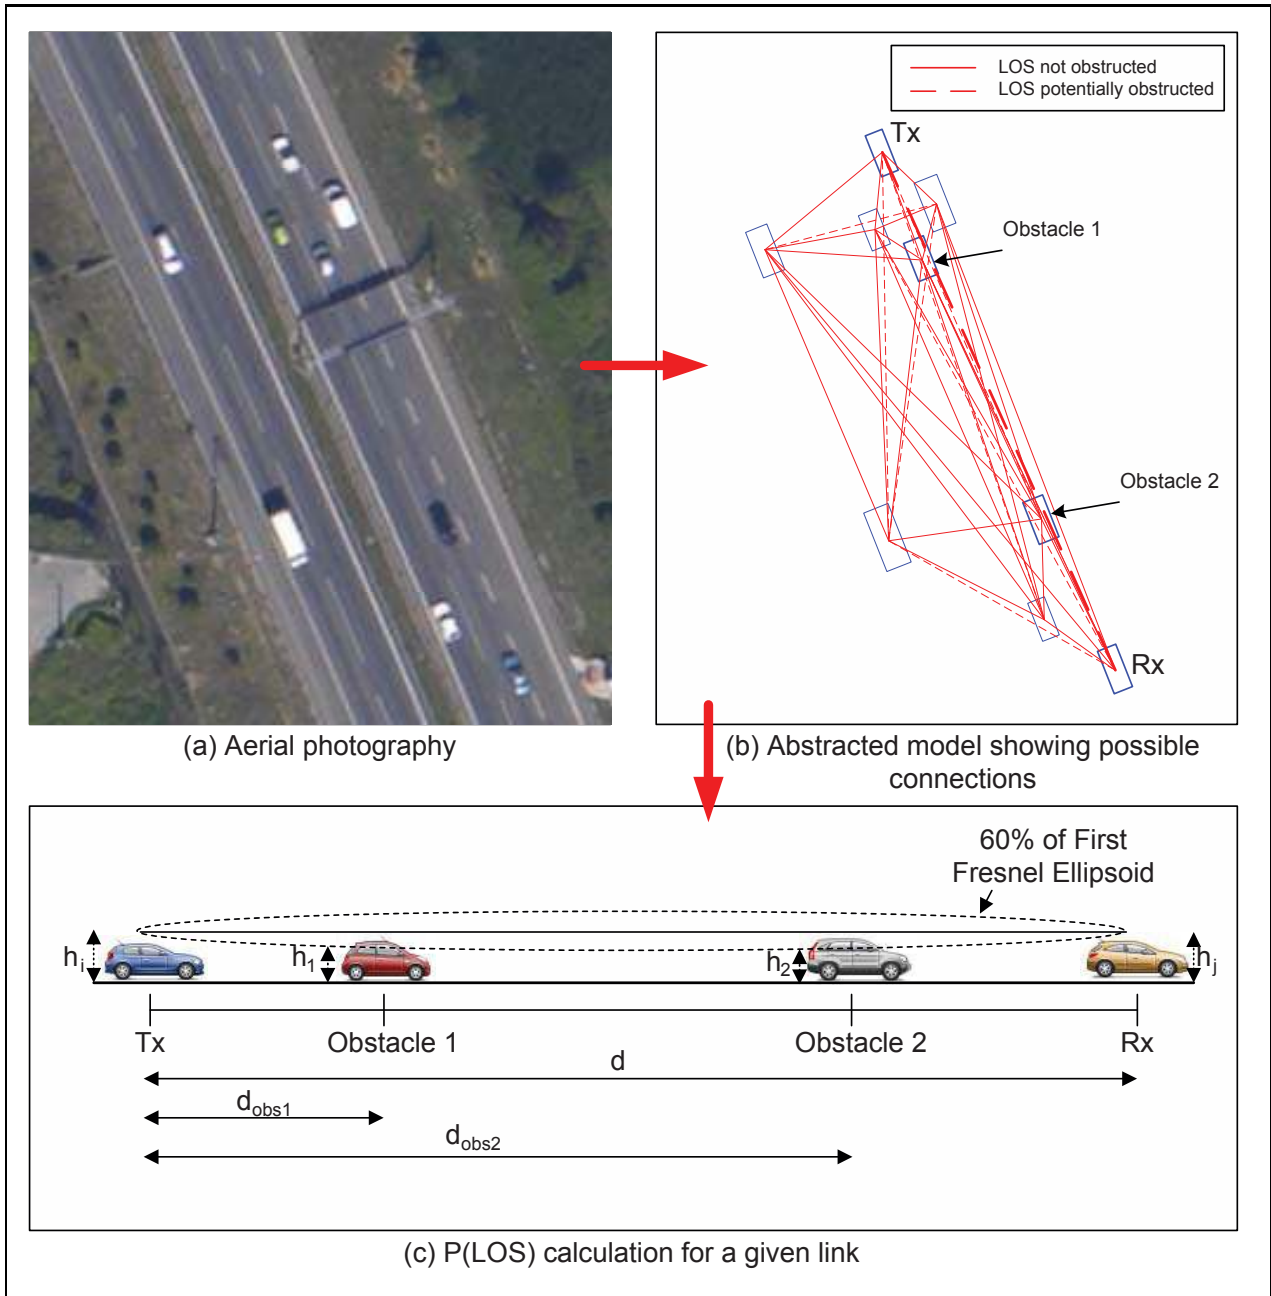 LOS not obstructed
LOS potentially obstructed
Tx
Obstacle 1
Obstacle 2
Rx
(a) Aerial photography
(b) Abstracted model showing possible
connections
60% of First
Fresnel Ellipsoid
hi
h1
h2
hj
Tx
Obstacle 1
Obstacle 2
Rx
d
dobs1
dobs2
(c) P(LOS) calculation for a given link